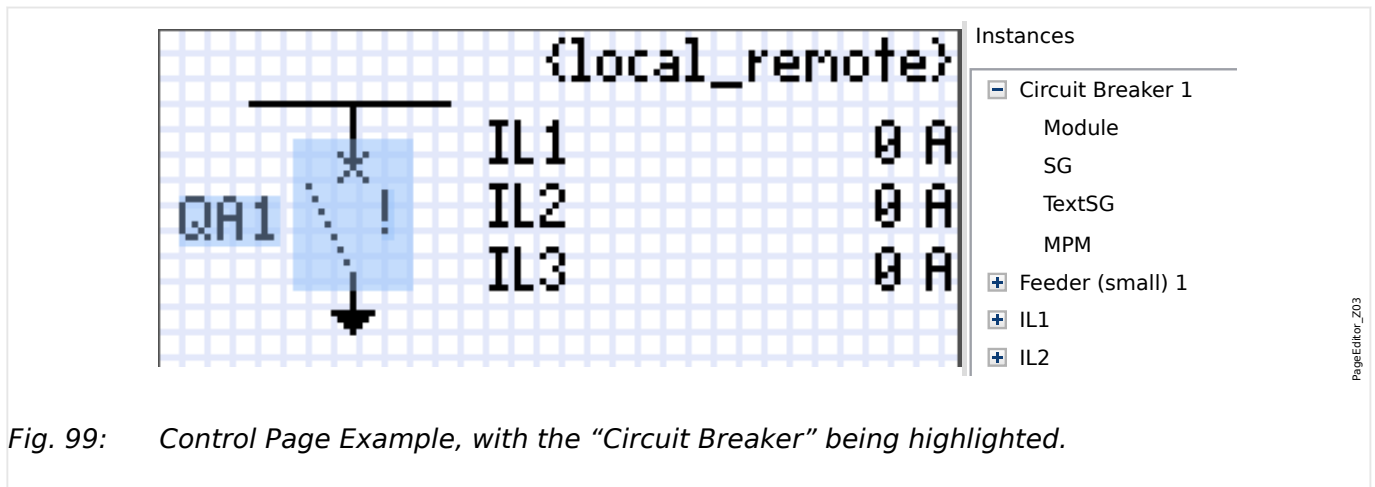 {local_remote}
IL1 0 A
QA1 ! IL2 0 A
IL3 0 A
Instances
Circuit Breaker 1
Module
SG
TextSG
MPM
Feeder (small) 1
IL1
IL2
PageEditor_Z03
Fig. 99: Control Page Example, with the “Circuit Breaker” being highlighted.